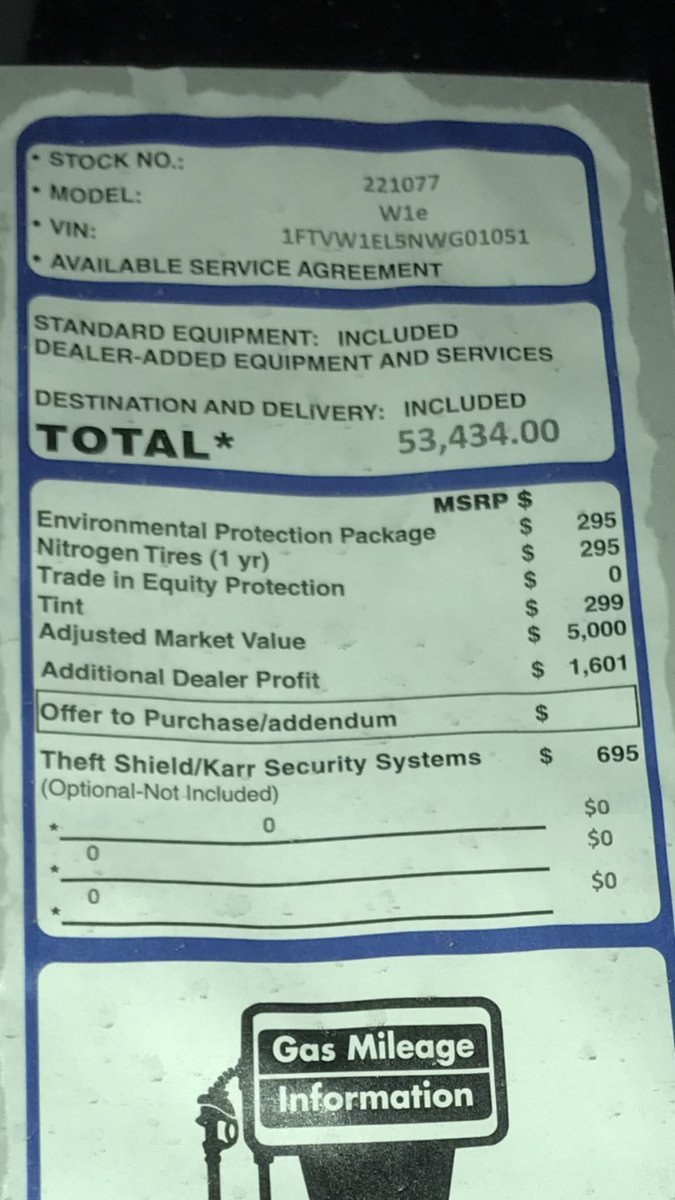 • STOCK NO.: 221077
• MODEL: W1e
• VIN: 1FTVW1EL5NWG01051
• AVAILABLE SERVICE AGREEMENT
STANDARD EQUIPMENT: INCLUDED
DEALER-ADDED EQUIPMENT AND SERVICES
DESTINATION AND DELIVERY: INCLUDED
TOTAL* 53,434.00
MSRP $
Environmental Protection Package $ 295
Nitrogen Tires (1 yr) $ 295
Trade in Equity Protection $ 0
Tint $ 299
Adjusted Market Value $ 5,000
Additional Dealer Profit $ 1,601
Offer to Purchase/addendum $
Theft Shield/Karr Security Systems $ 695
(Optional-Not Included)
* 0 $0
* 0 $0
* 0 $0
Gas Mileage
Information